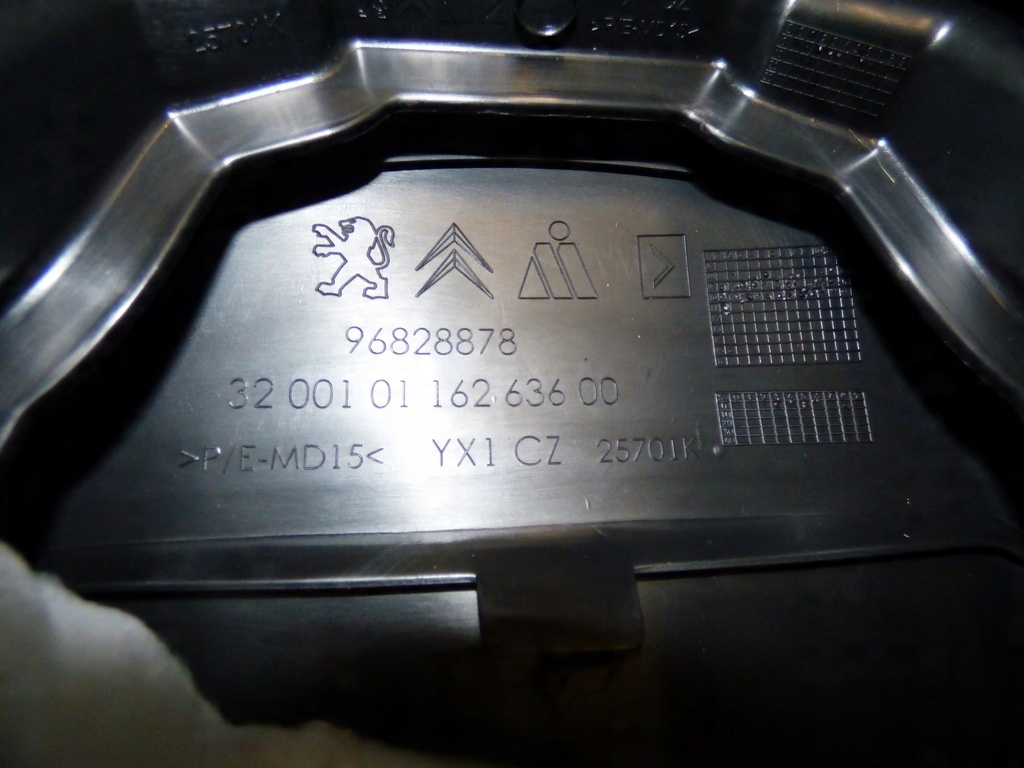 96828878
32 001 01 162 636 00
>P/E-MD15< YX1 CZ 25701K